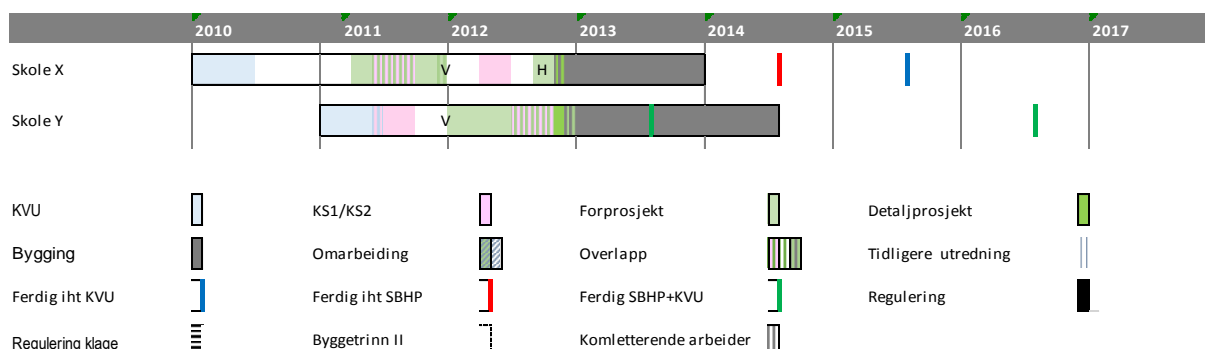 2010 2011 2012 2013 2014 2015 2016 2017
Skole X V H
Skole Y V
KVU KS1/KS2 Forprosjekt Detaljprosjekt
Bygging Omarbeiding Overlapp Tidligere utredning
Ferdig iht KVU Ferdig iht SBHP Ferdig SBHP+KVU Regulering
Regulering klage Byggetrinn II Komletterende arbeider